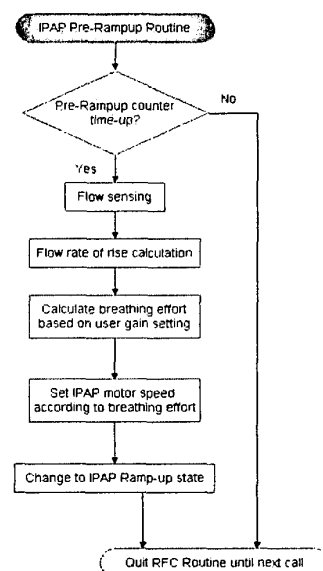 IPAP Pre-Rampup Routine
Pre-Rampup counter
time-up?
No
Yes
Flow sensing
Flow rate of rise calculation
Calculate breathing effort
based on user gain setting
Set IPAP motor speed
according to breathing effort
Change to IPAP Ramp-up state
Quit RFC Routine until next call